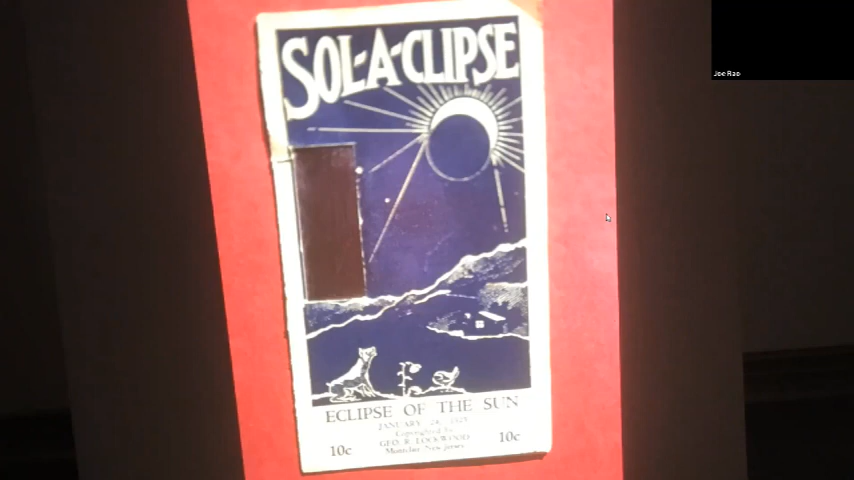 SOL-A-CLIPSE
Joe Rao
ECLIPSE OF THE SUN
JANUARY 24, 1925
Copyrighted by
GEO. R. LOCKWOOD
Montclair, New Jersey
10c
10c